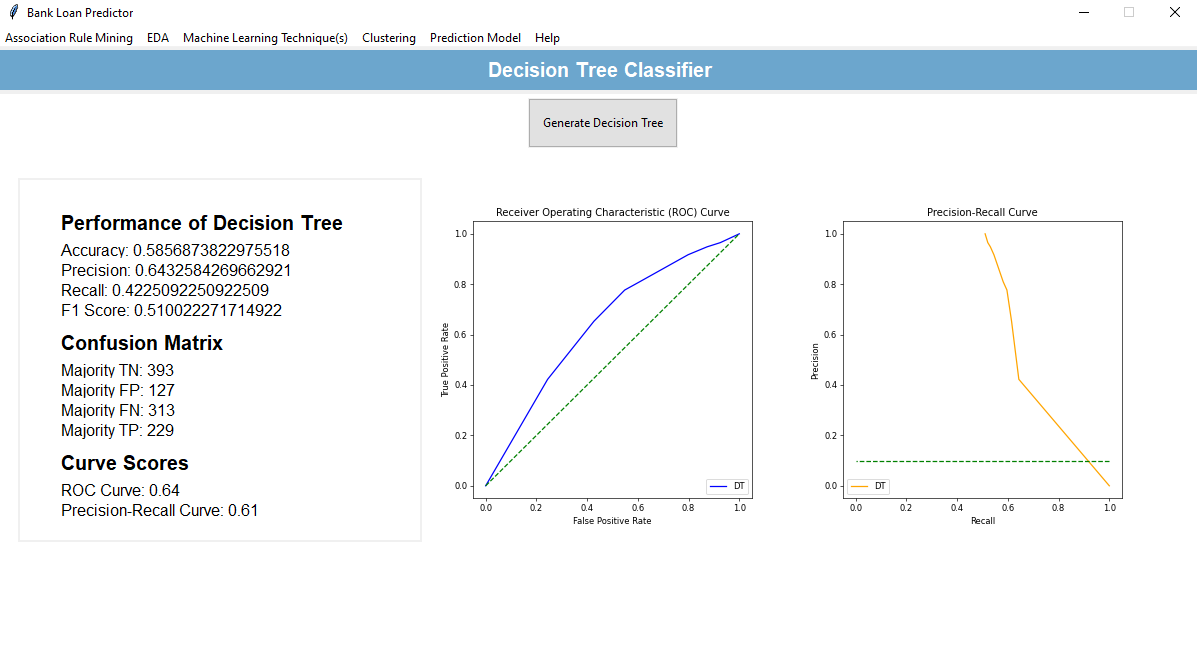 Bank Loan Predictor
Association Rule Mining EDA Machine Learning Technique(s) Clustering Prediction Model Help
Decision Tree Classifier
Generate Decision Tree
Performance of Decision Tree
Accuracy: 0.5856873822975518
Precision: 0.6432584269662921
Recall: 0.4225092250922509
F1 Score: 0.510022271714922
Confusion Matrix
Majority TN: 393
Majority FP: 127
Majority FN: 313
Majority TP: 229
Curve Scores
ROC Curve: 0.64
Precision-Recall Curve: 0.61
Receiver Operating Characteristic (ROC) Curve
True Positive Rate
1.0
0.8
0.6
0.4
0.2
0.0
DT
0.0 0.2 0.4 0.6 0.8 1.0
False Positive Rate
Precision-Recall Curve
Precision
1.0
0.8
0.6
0.4
0.2
0.0
DT
0.0 0.2 0.4 0.6 0.8 1.0
Recall